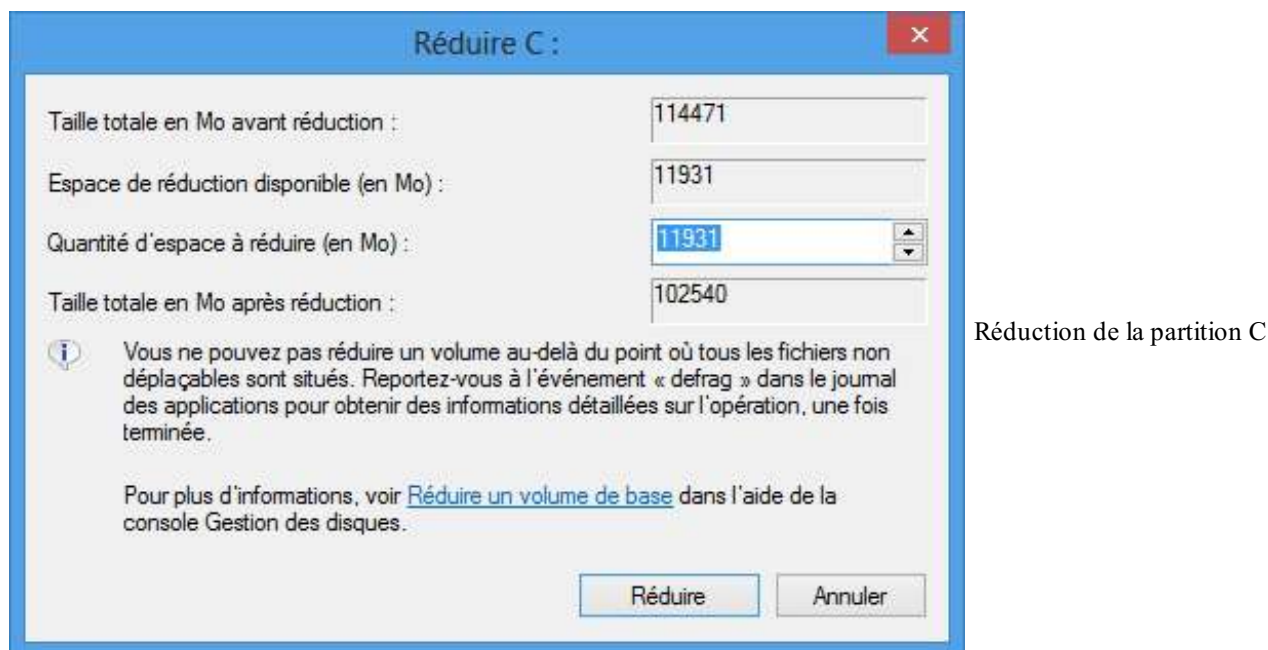 Réduire C :
Taille totale en Mo avant réduction :
114471
Espace de réduction disponible (en Mo) :
11931
Quantité d'espace à réduire (en Mo) :
11931
Taille totale en Mo après réduction :
102540
Vous ne pouvez pas réduire un volume au-delà du point où tous les fichiers non
déplaçables sont situés. Reportez-vous à l'événement « defrag » dans le journal
des applications pour obtenir des informations détaillées sur l'opération, une fois
terminée.
Pour plus d'informations, voir Réduire un volume de base dans l'aide de la
console Gestion des disques.
Réduire
Annuler
Réduction de la partition C